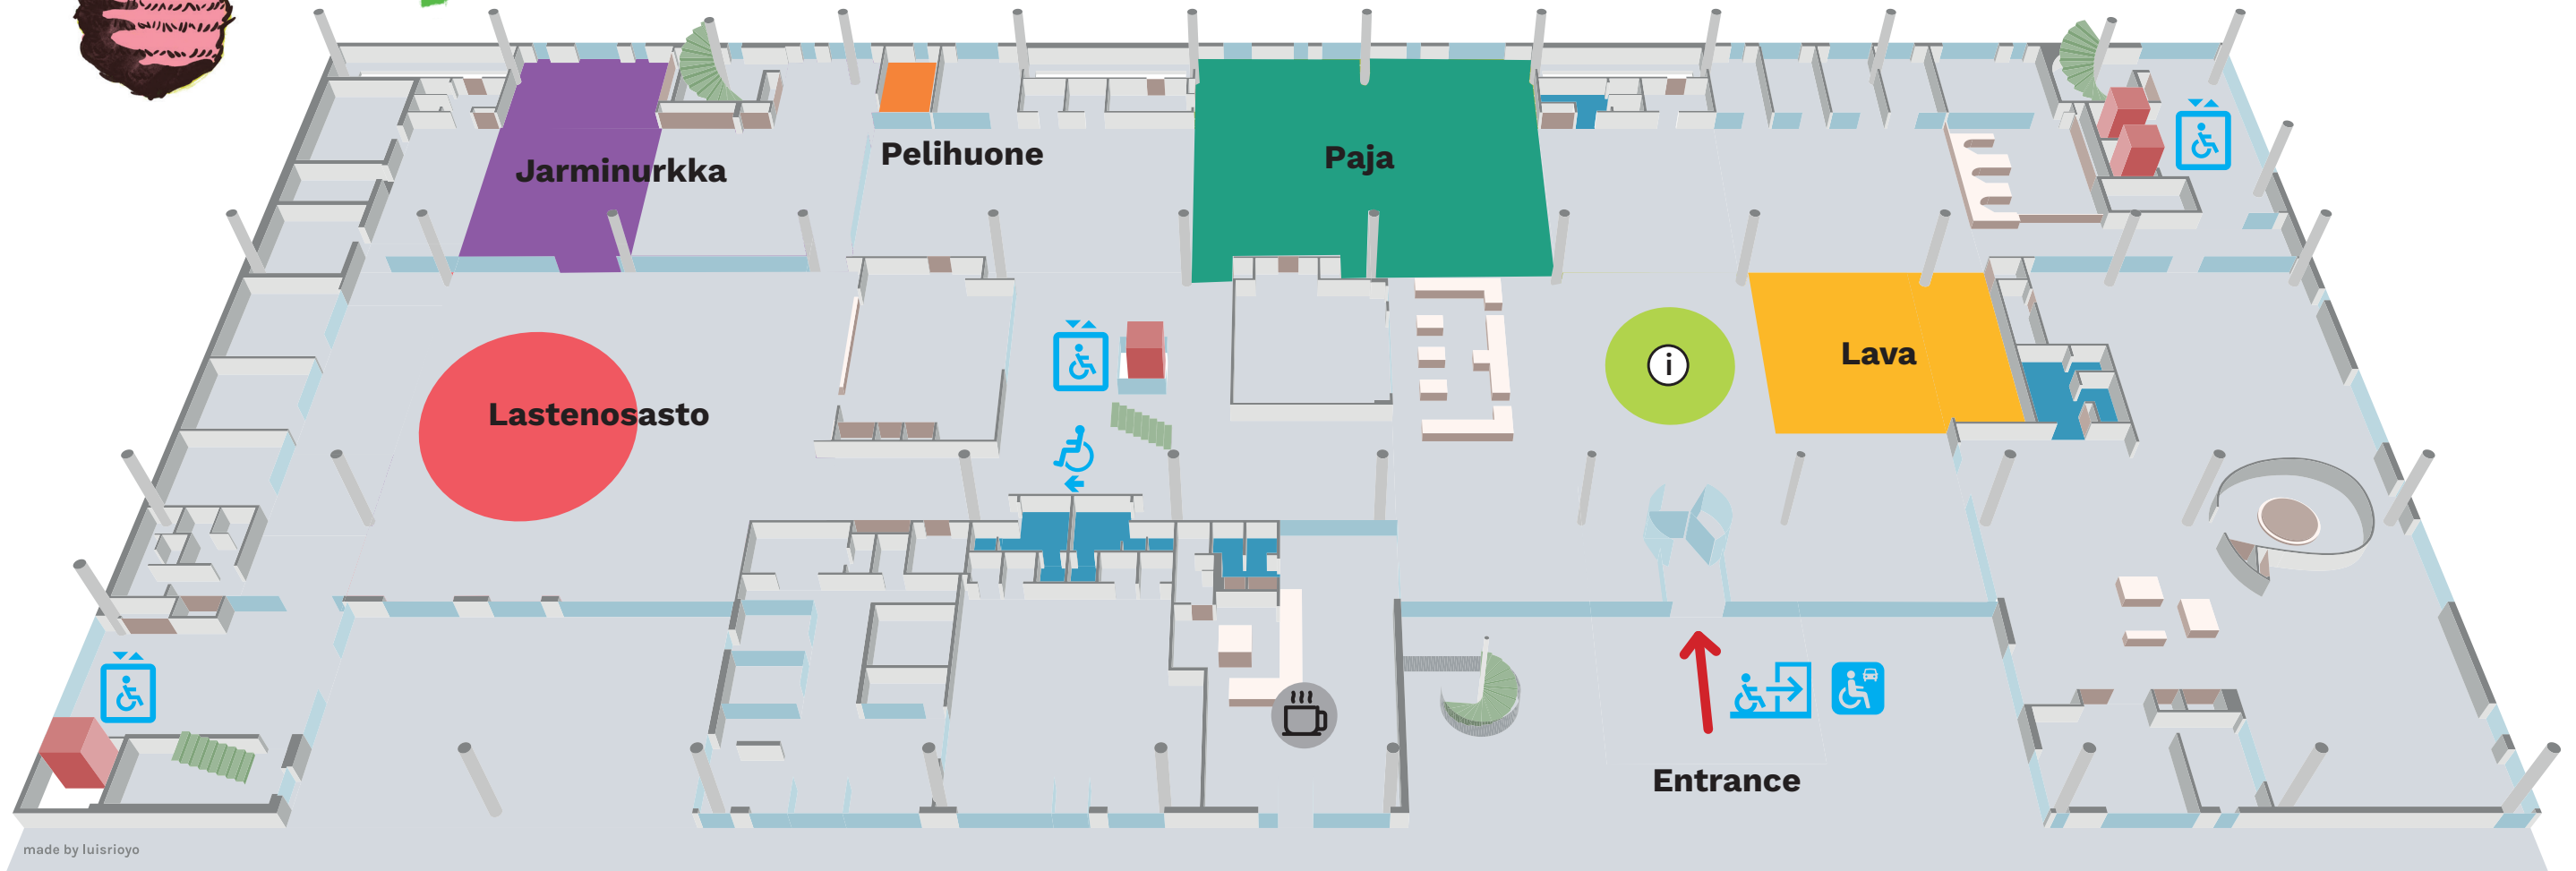 Jarminurkka
Pelihuone
Paja
Lastenosasto
i
Lava
Entrance
made by luisrioyo